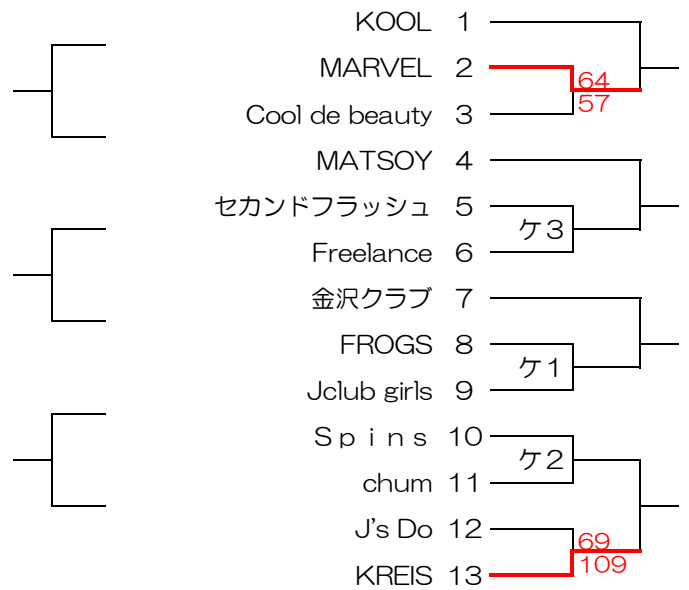 KOOL 1
MARVEL 2
64
57
Cool de beauty 3
MATSOY 4
セカンドフラッシュ 5
ケ3
Freelance 6
金沢クラブ 7
FROGS 8
ケ1
Jclub girls 9
Ｓｐｉｎｓ 10
ケ2
chum 11
J's Do 12
69
109
KREIS 13